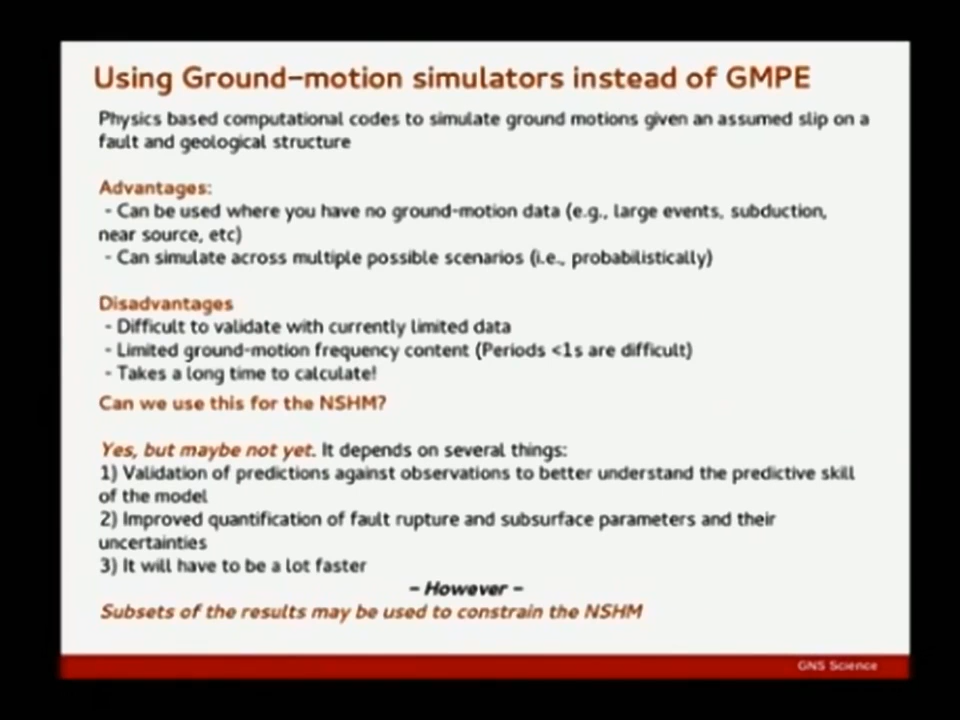 Using Ground-motion simulators instead of GMPE
Physics based computational codes to simulate ground motions given an assumed slip on a
fault and geological structure
Advantages:
- Can be used where you have no ground-motion data (e.g., large events, subduction,
near source, etc)
- Can simulate across multiple possible scenarios (i.e., probabilistically)
Disadvantages
- Difficult to validate with currently limited data
- Limited ground-motion frequency content (Periods <1s are difficult)
- Takes a long time to calculate!
Can we use this for the NSHM?
Yes, but maybe not yet. It depends on several things:
1) Validation of predictions against observations to better understand the predictive skill
of the model
2) Improved quantification of fault rupture and subsurface parameters and their
uncertainties
3) It will have to be a lot faster
- However -
Subsets of the results may be used to constrain the NSHM
GNS Science